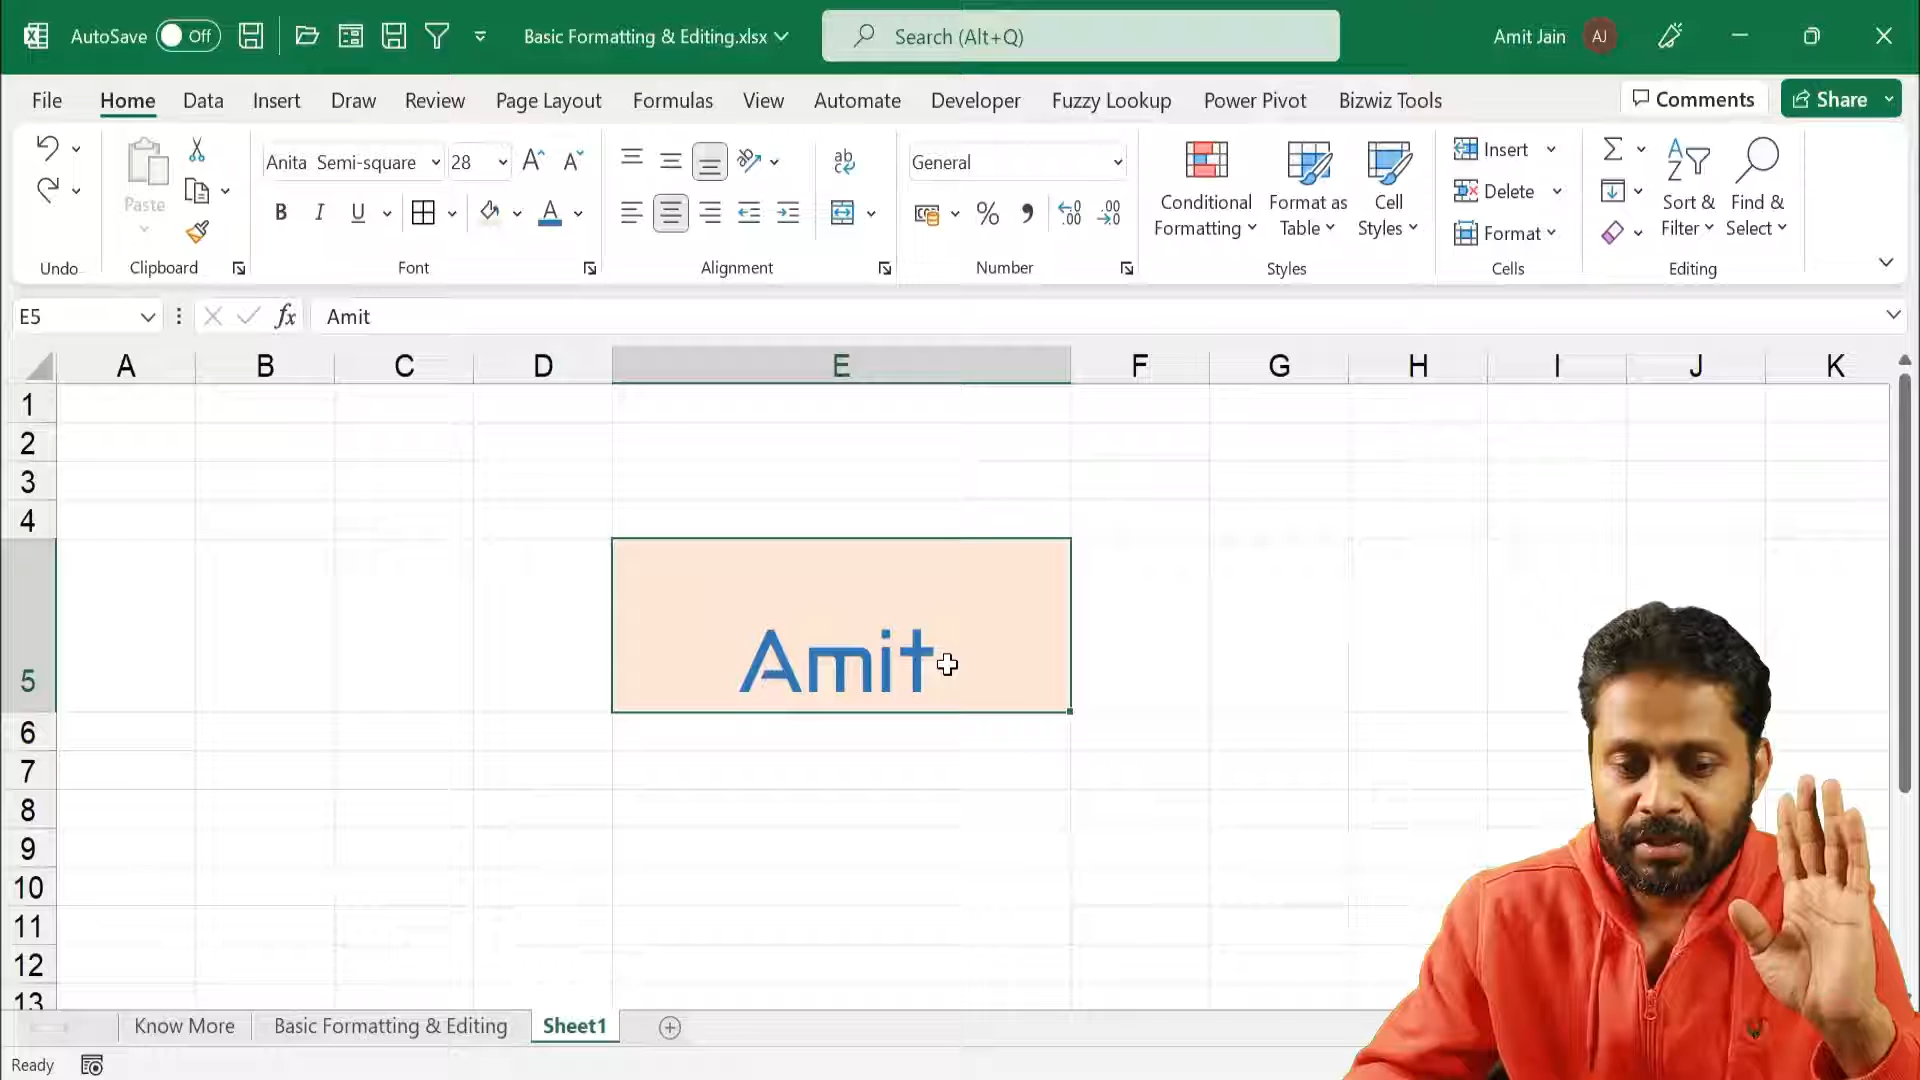 AutoSave Off Basic Formatting & Editing.xlsx Search (Alt+Q) Amit Jain AJ
File Home Data Insert Draw Review Page Layout Formulas View Automate Developer Fuzzy Lookup Power Pivot Bizwiz Tools Comments Share
Paste
Anita Semi-square 28
General
Conditional Formatting
Format as Table
Cell Styles
Insert
Delete
Format
Sort & Filter
Find & Select
Undo Clipboard Font Alignment Number Styles Cells Editing
E5 fx Amit
A B C D E F G H I J K
1
2
3
4
Amit
5
6
7
8
9
10
11
12
13
Know More Basic Formatting & Editing Sheet1
Ready